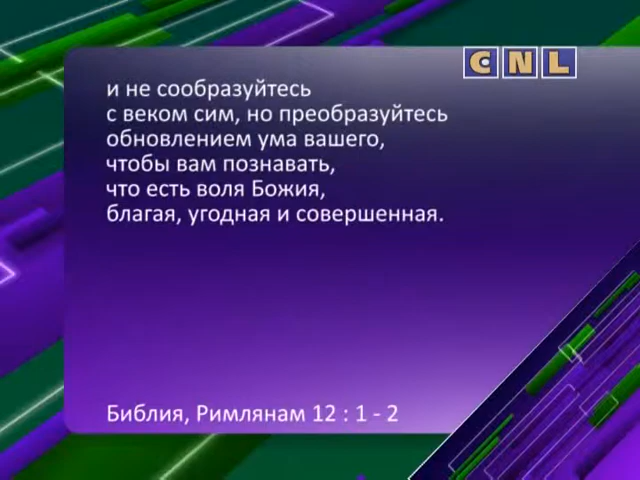 CNL
и не сообразуйтесь
с веком сим, но преобразуйтесь
обновлением ума вашего,
чтобы вам познавать,
что есть воля Божия,
благая, угодная и совершенная.
Библия, Римлянам 12 : 1 - 2